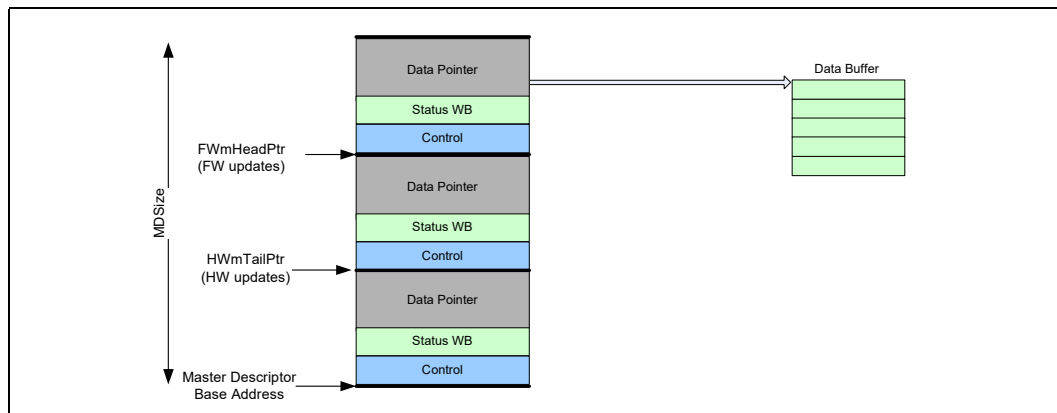 Data Pointer
Data Buffer
Status WB
Control
FWmHeadPtr
(FW updates)
Data Pointer
MDSize
Status WB
Control
HWmTailPtr
(HW updates)
Data Pointer
Status WB
Control
Master Descriptor
Base Address